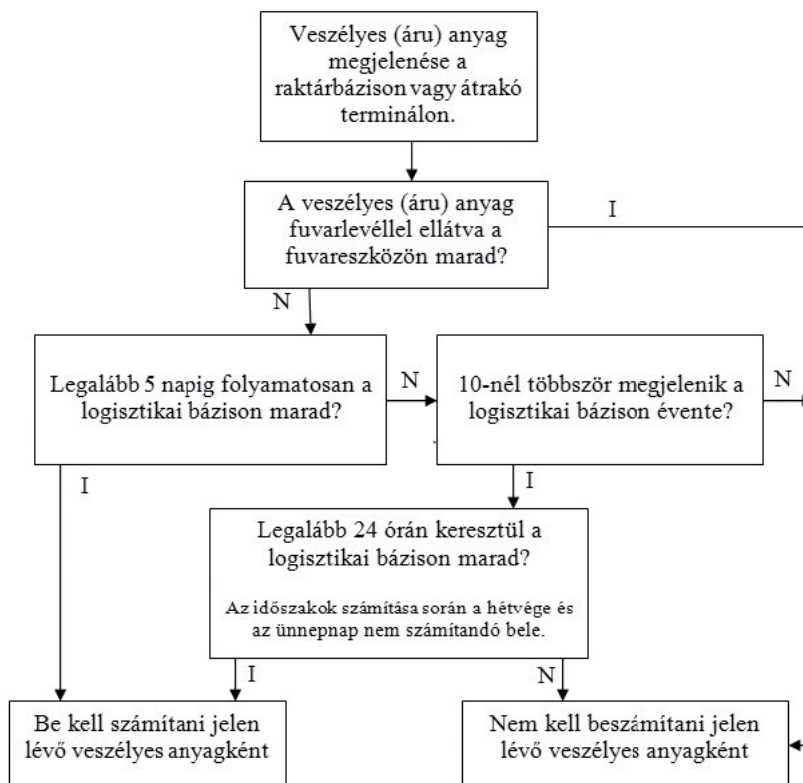 Veszélyes (áru) anyag
megjelenése a
raktárbázison vagy átrakó
terminálon.
A veszélyes (áru) anyag
fuvarlevéllel ellátva a
fuvareszközön marad?
I
N
Legalább 5 napig folyamatosan a
logisztikai bázison marad?
N
10-nél többször megjelenik a
logisztikai bázison évente?
N
I
I
Legalább 24 órán keresztül a
logisztikai bázison marad?
Az időszakok számítása során a hétvége és
az ünnepnap nem számítandó bele.
I
N
Be kell számítani jelen
lévő veszélyes anyagként
Nem kell beszámítani jelen
lévő veszélyes anyagként